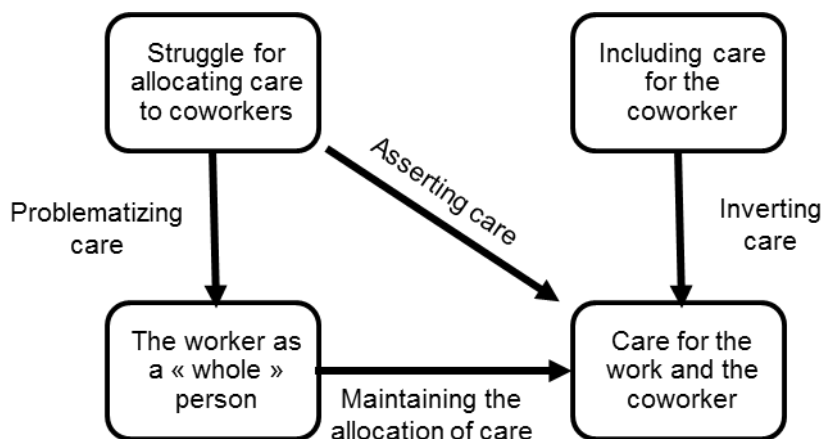 Struggle for
allocating care
to coworkers
Including care
for the
coworker
Problematizing
care
Asserting care
Inverting
care
The worker as
a « whole »
person
Maintaining the
allocation of care
Care for the
work and the
coworker